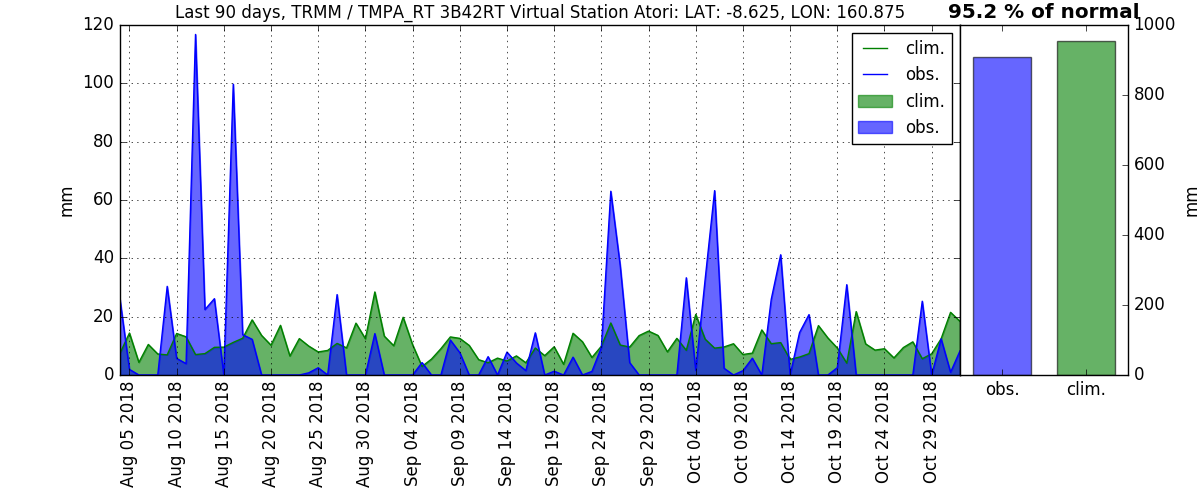 Last 90 days, TRMM / TMPA_RT 3B42RT Virtual Station Atori: LAT: -8.625, LON: 160.875
95.2 % of normal
120
100
80
60
40
20
0
mm
clim.
obs.
clim.
obs.
1000
800
600
400
200
0
mm
Aug 05 2018
Aug 10 2018
Aug 15 2018
Aug 20 2018
Aug 25 2018
Aug 30 2018
Sep 04 2018
Sep 09 2018
Sep 14 2018
Sep 19 2018
Sep 24 2018
Sep 29 2018
Oct 04 2018
Oct 09 2018
Oct 14 2018
Oct 19 2018
Oct 24 2018
Oct 29 2018
obs.
clim.